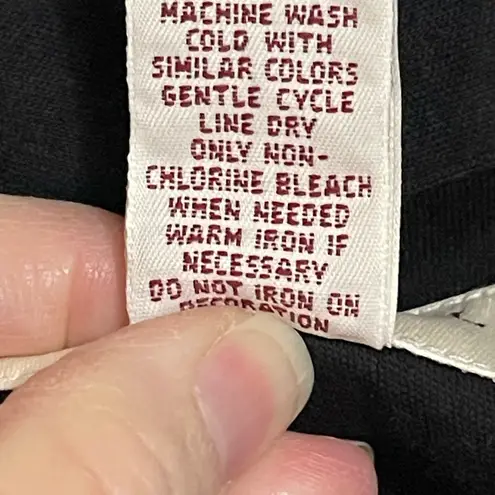 MACHINE WASH
COLD WITH
SIMILAR COLORS
GENTLE CYCLE
LINE DRY
ONLY NON-
CHLORINE BLEACH
WHEN NEEDED
WARM IRON IF
NECESSARY
DO NOT IRON ON
DECORATION